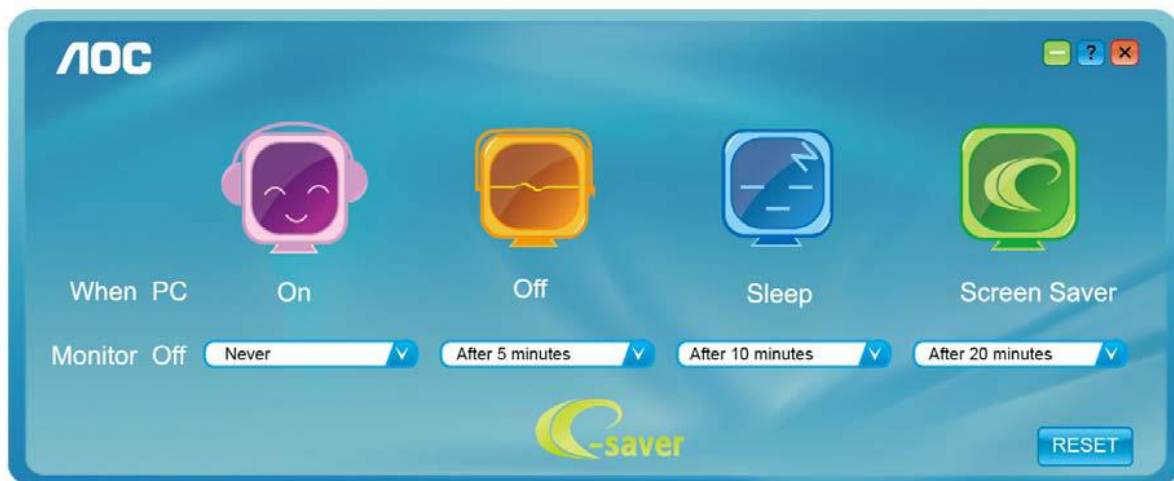 AOC
?
When PC On Off Sleep Screen Saver
Monitor Off Never After 5 minutes After 10 minutes After 20 minutes
e-saver
RESET